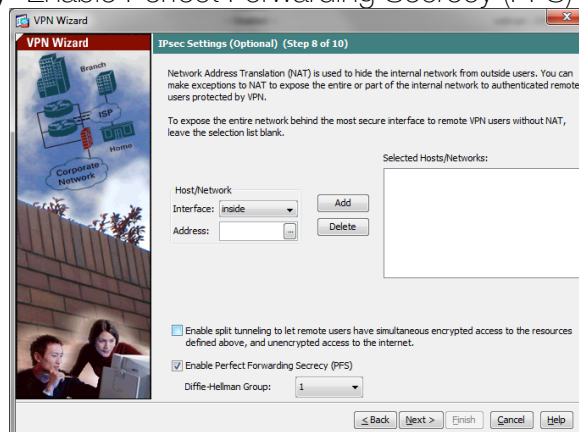 Enable Perfect Forwarding Secrecy (PFS)
VPN Wizard
VPN Wizard
Branch
ISP
Home
Corporate
Network
IPsec Settings (Optional) (Step 8 of 10)
Network Address Translation (NAT) is used to hide the internal network from outside users. You can
make exceptions to NAT to expose the entire or part of the internal network to authenticated remote
users protected by VPN.
To expose the entire network behind the most secure interface to remote VPN users without NAT,
leave the selection list blank.
Selected Hosts/Networks:
Host/Network
Interface: inside
Add
Address: ...
Delete
Enable split tunneling to let remote users have simultaneous encrypted access to the resources
defined above, and unencrypted access to the internet.
Enable Perfect Forwarding Secrecy (PFS)
Diffie-Hellman Group: 1
< Back Next > Finish Cancel Help